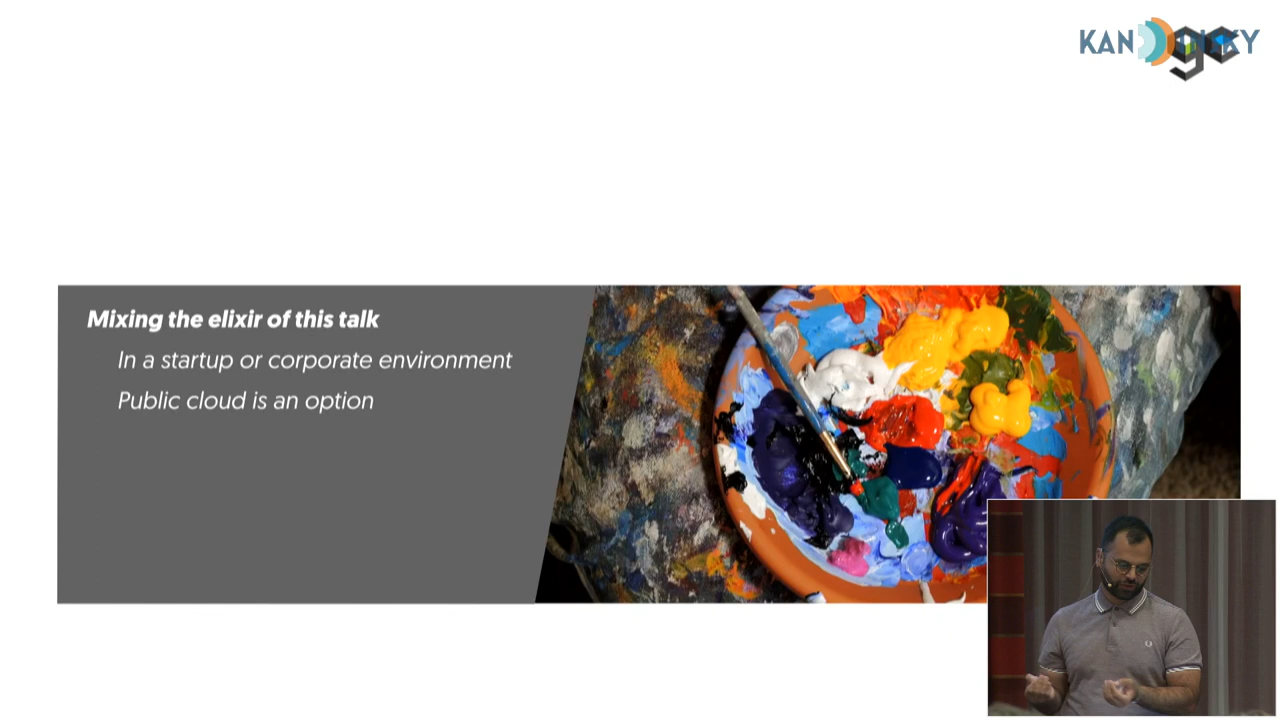 Mixing the elixir of this talk
In a startup or corporate environment
Public cloud is an option